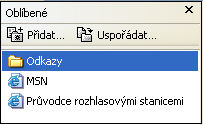 Oblíbené
Přidat... Uspořádat...
Odkazy
MSN
Průvodce rozhlasovými stanicemi